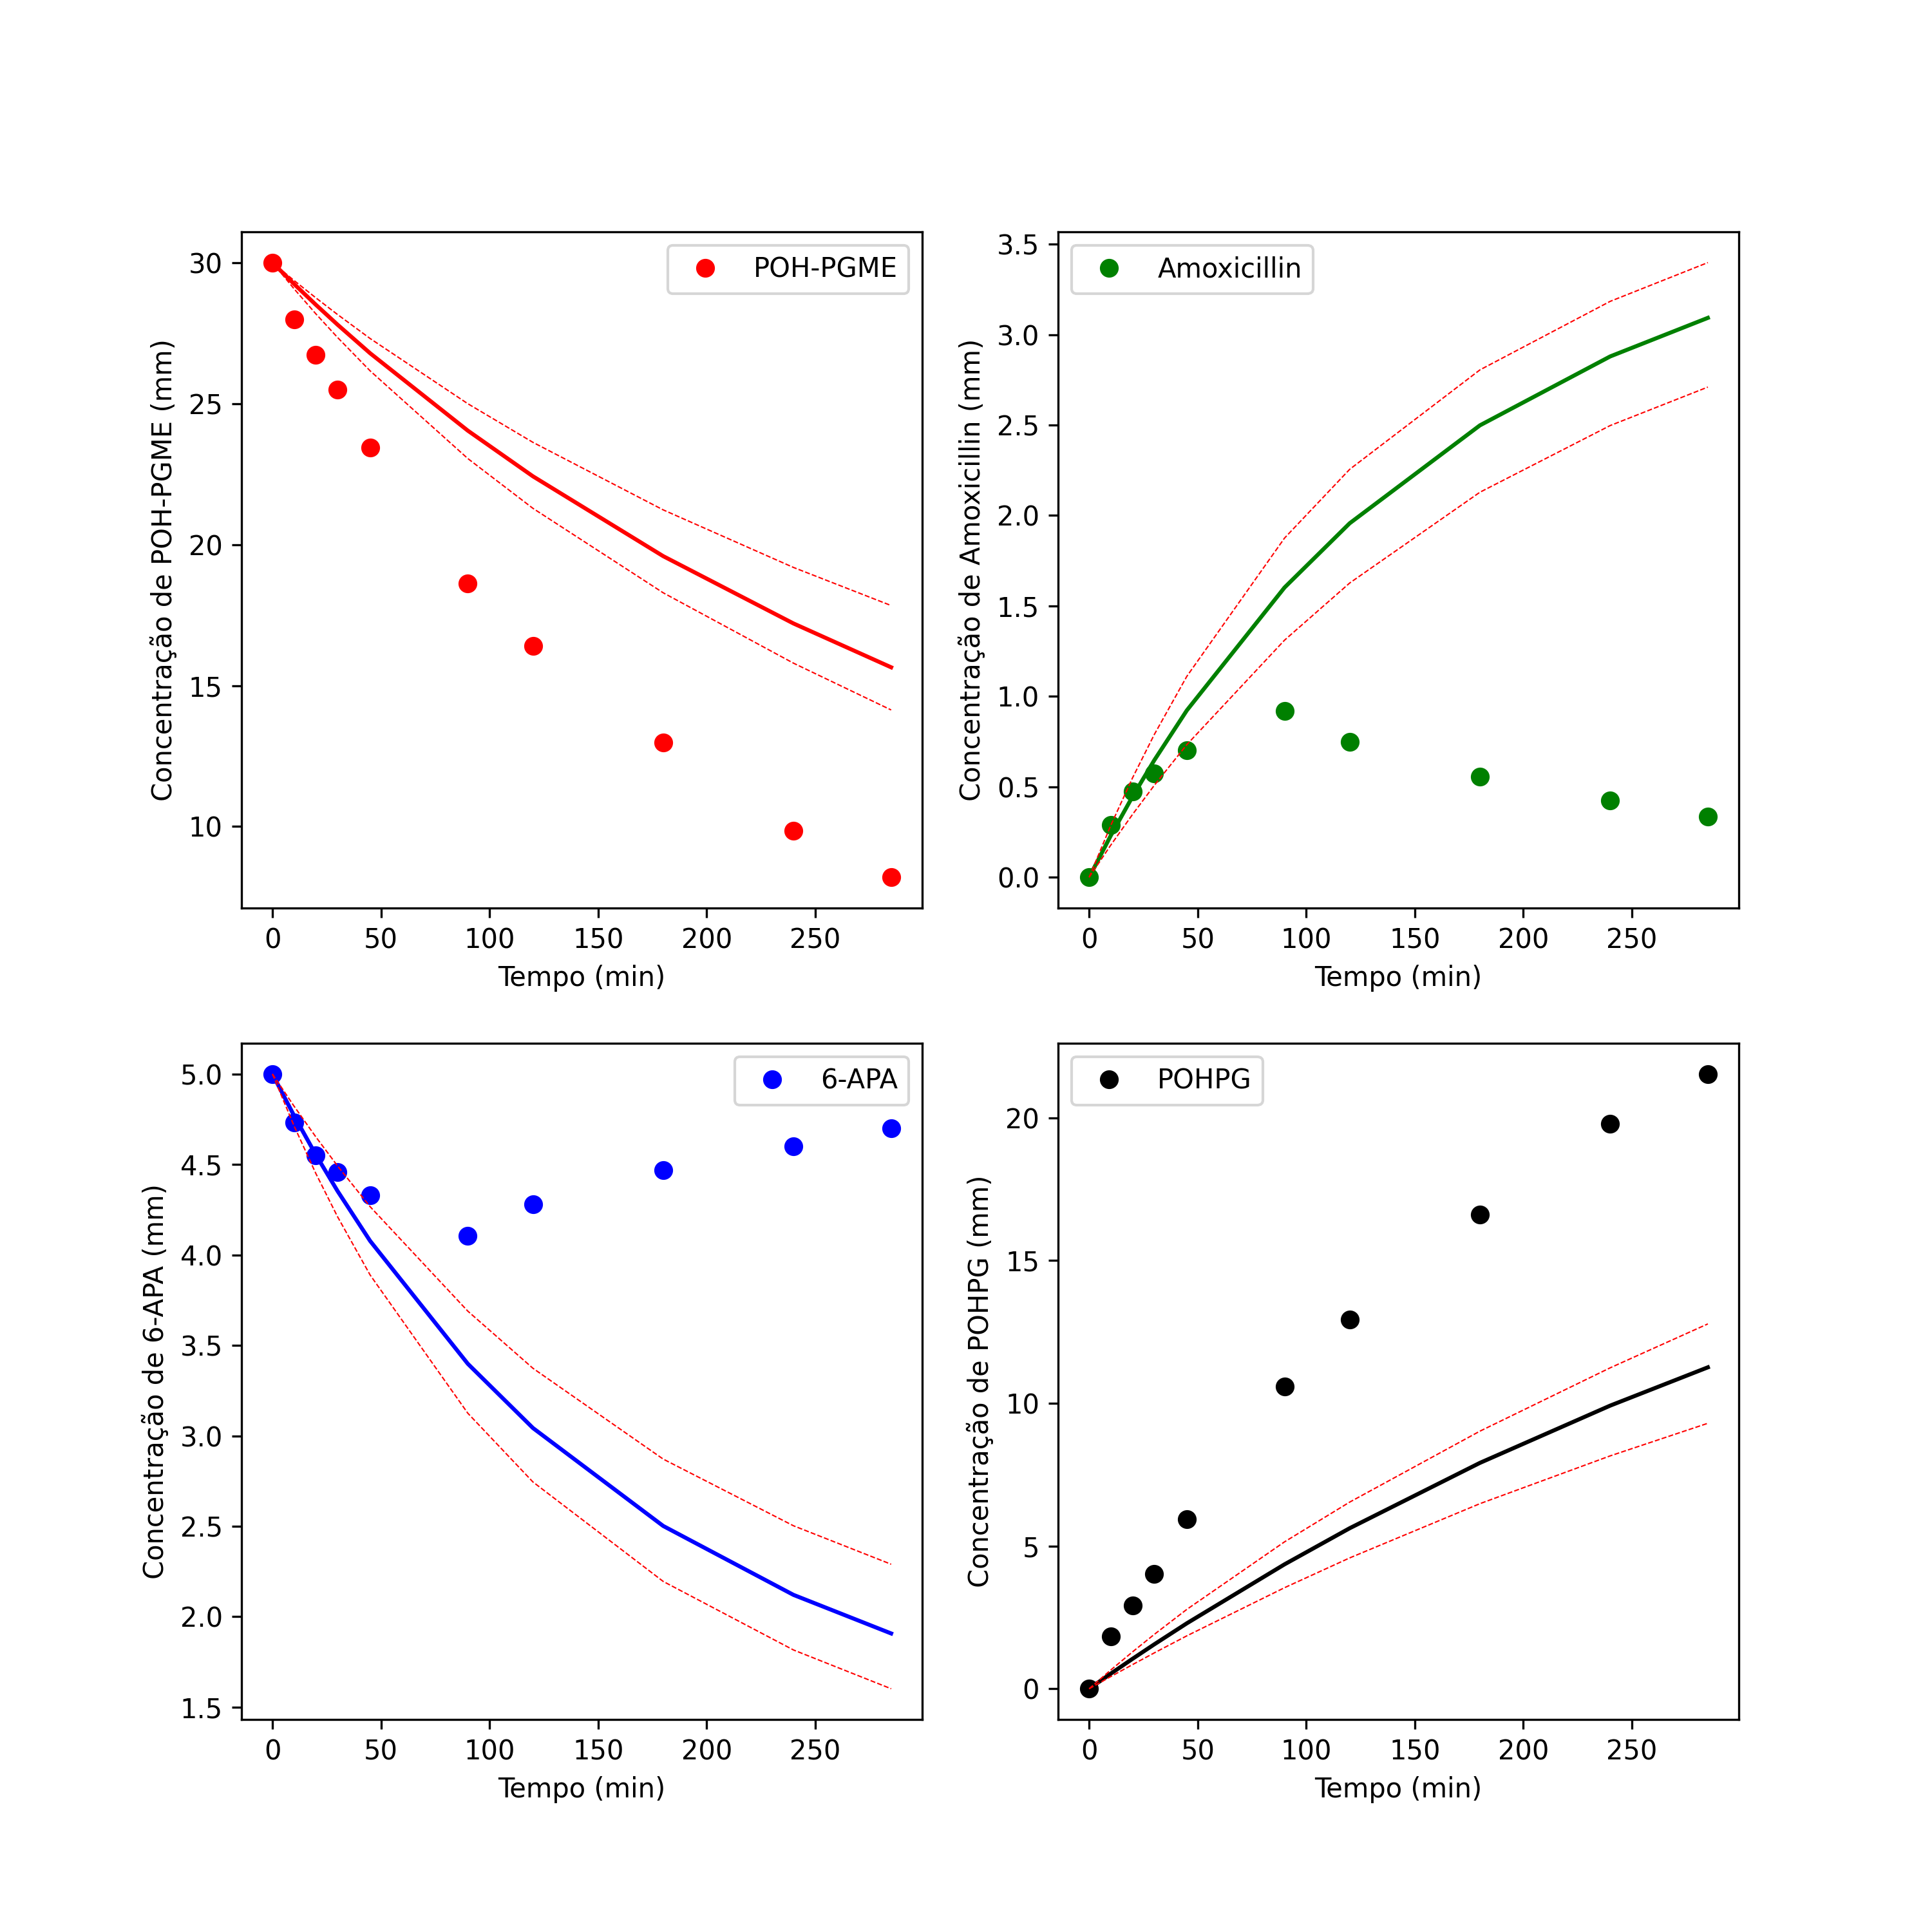 POH-PGME
30
25
20
15
10
Concentração de POH-PGME (mm)
0 50 100 150 200 250
Tempo (min)
Amoxicillin
3.5
3.0
2.5
2.0
1.5
1.0
0.5
0.0
Concentração de Amoxicillin (mm)
0 50 100 150 200 250
Tempo (min)
6-APA
5.0
4.5
4.0
3.5
3.0
2.5
2.0
1.5
Concentração de 6-APA (mm)
0 50 100 150 200 250
Tempo (min)
POHPG
20
15
10
5
0
Concentração de POHPG (mm)
0 50 100 150 200 250
Tempo (min)